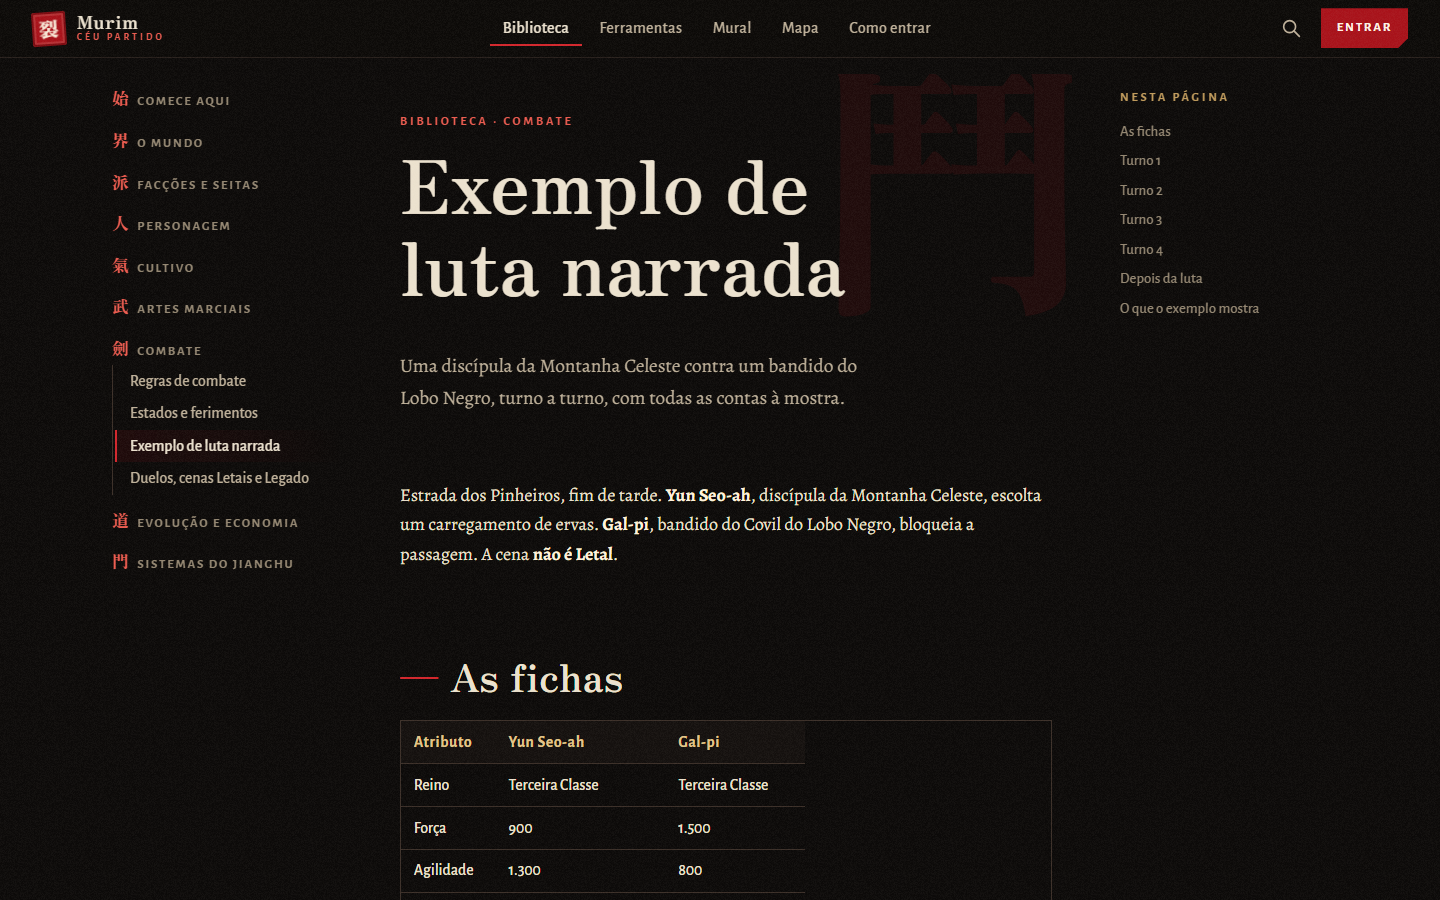 裂
Murim
CÉU PARTIDO
Biblioteca
Ferramentas
Mural
Mapa
Como entrar
ENTRAR
始 COMECE AQUI
界 O MUNDO
派 FACÇÕES E SEITAS
人 PERSONAGEM
氣 CULTIVO
武 ARTES MARCIAIS
劍 COMBATE
Regras de combate
Estados e ferimentos
Exemplo de luta narrada
Duelos, cenas Letais e Legado
道 EVOLUÇÃO E ECONOMIA
門 SISTEMAS DO JIANGHU
鬥
BIBLIOTECA · COMBATE
Exemplo de
luta narrada
Uma discípula da Montanha Celeste contra um bandido do
Lobo Negro, turno a turno, com todas as contas à mostra.
Estrada dos Pinheiros, fim de tarde. Yun Seo-ah, discípula da Montanha Celeste, escolta
um carregamento de ervas. Gal-pi, bandido do Covil do Lobo Negro, bloqueia a
passagem. A cena não é Letal.
As fichas
Atributo Yun Seo-ah Gal-pi
Reino Terceira Classe Terceira Classe
Força 900 1.500
Agilidade 1.300 800
NESTA PÁGINA
As fichas
Turno 1
Turno 2
Turno 3
Turno 4
Depois da luta
O que o exemplo mostra